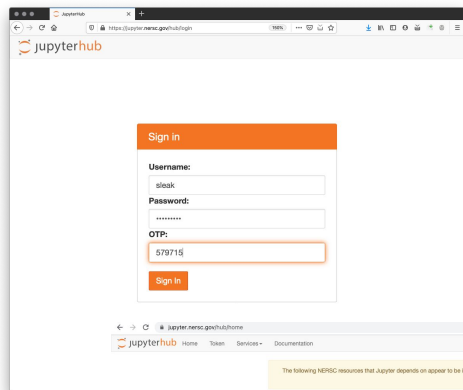 JupyterHub
https://jupyter.nersc.gov/hub/login
150%
jupyterhub
Sign in
Username:
sleak
Password:
•••••••••
OTP:
579715
Sign In
jupyter.nersc.gov/hub/home
jupyterhub Home Token Services Documentation
The following NERSC resources that Jupyter depends on appear to be